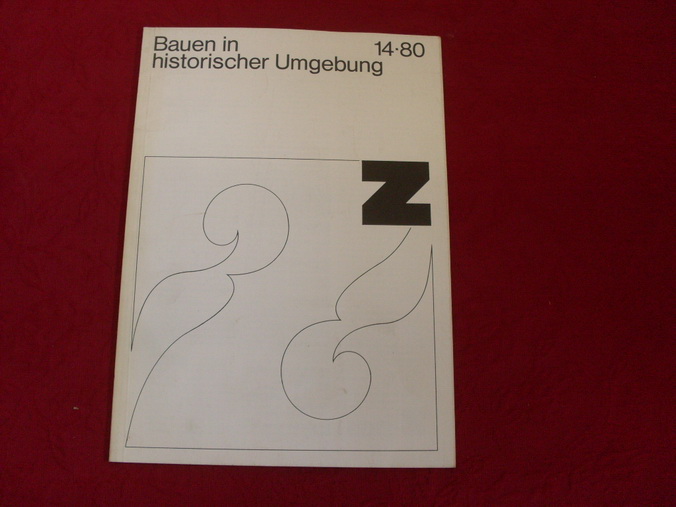 Bauen in 14·80
historischer Umgebung
Z